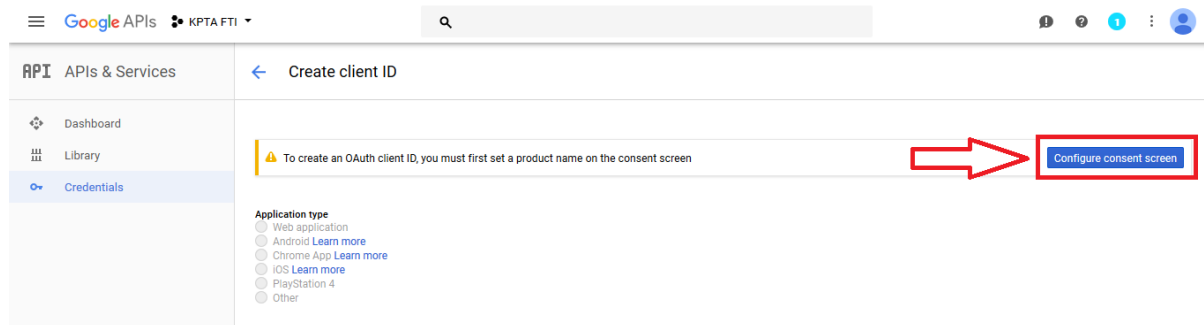 Google APIs KPTA FTI
1
API APIs & Services
Create client ID
Dashboard
Library
Credentials
To create an OAuth client ID, you must first set a product name on the consent screen
Configure consent screen
Application type
Web application
Android Learn more
Chrome App Learn more
iOS Learn more
PlayStation 4
Other